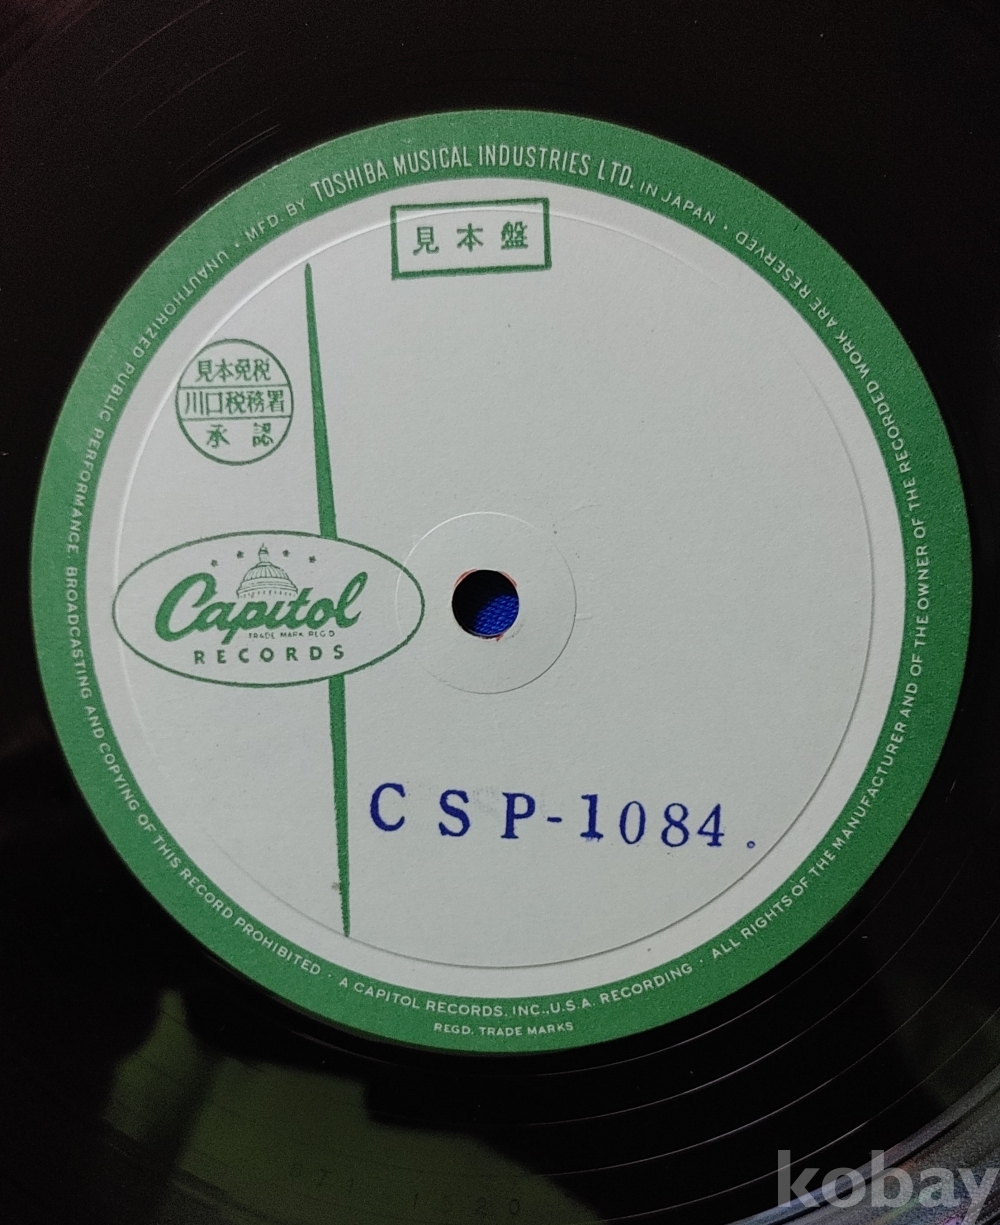 MFD. BY TOSHIBA MUSICAL INDUSTRIES LTD. IN JAPAN ·
ALL RIGHTS OF THE MANUFACTURER AND OF THE OWNER OF THE RECORDED WORK ARE RESERVED
UNAUTHORIZED PUBLIC PERFORMANCE, BROADCASTING AND COPYING OF THIS RECORD PROHIBITED ·
A CAPITOL RECORDS, INC., U.S.A. RECORDING ·
REGD. TRADE MARKS
見本盤
見本免税
川口税務署
承認
Capitol
TRADE MARK REGD
RECORDS
CSP-1084.
kobay